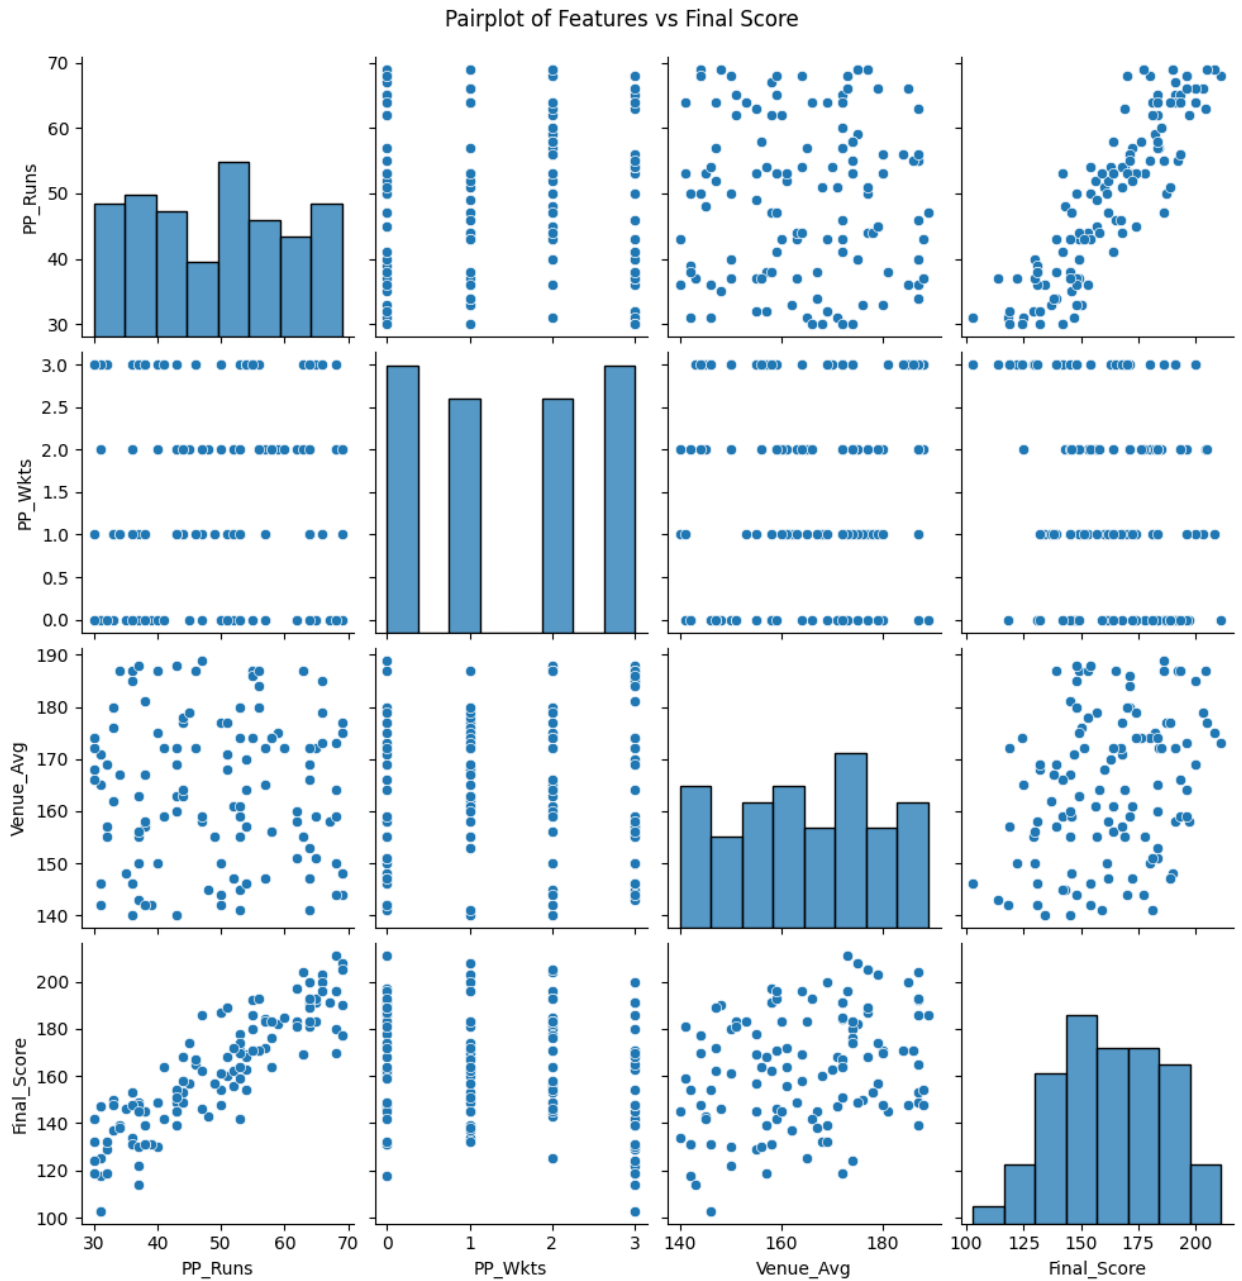 Pairplot of Features vs Final Score
70
60
50
40
30
PP_Runs
3.0
2.5
2.0
1.5
1.0
0.5
0.0
PP_Wkts
190
180
170
160
150
140
Venue_Avg
200
180
160
140
120
100
Final_Score
30 40 50 60 70
0 1 2 3
140 160 180
100 125 150 175 200
PP_Runs
PP_Wkts
Venue_Avg
Final_Score